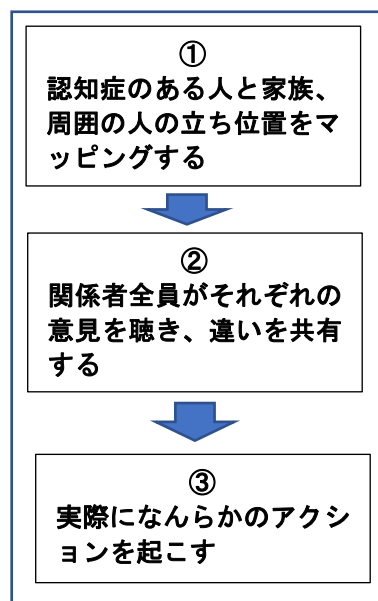 ①
認知症のある人と家族、
周囲の人の立ち位置をマ
ッピングする
②
関係者全員がそれぞれの
意見を聴き、違いを共有
する
③
実際になんらかのアクシ
ョンを起こす